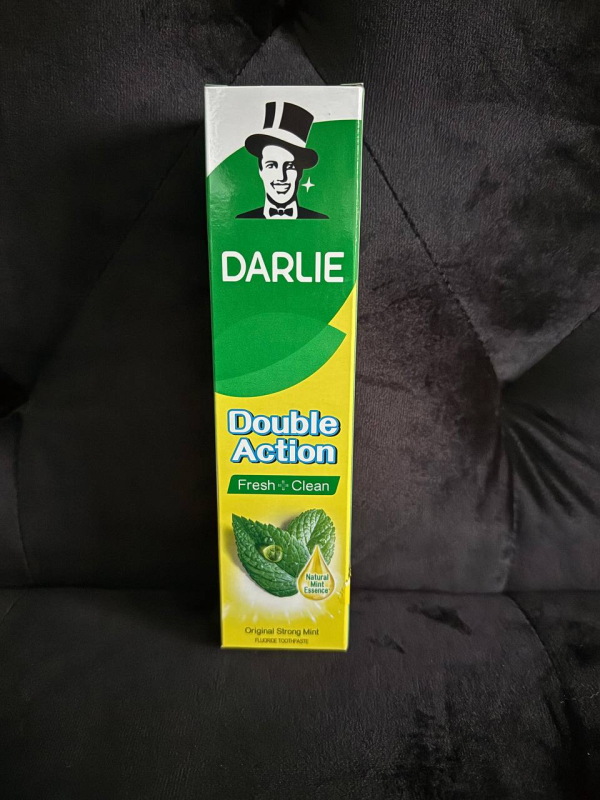 DARLIE
Double
Action
Fresh + Clean
Natural
Mint
Essence
Original Strong Mint
FLUORIDE TOOTHPASTE